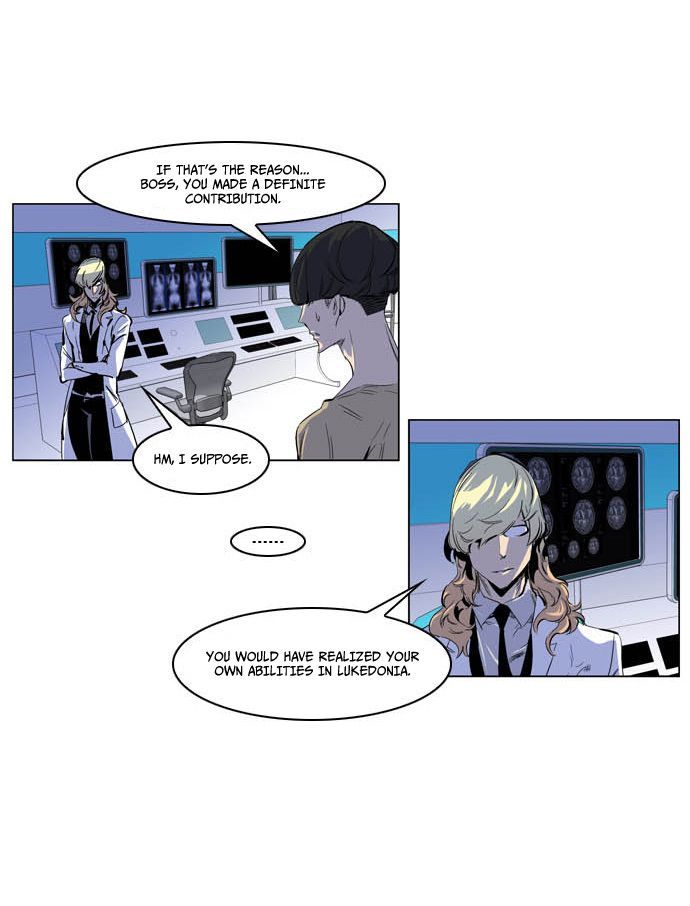 IF THAT'S THE REASON...
BOSS, YOU MADE A DEFINITE
CONTRIBUTION.
HM, I SUPPOSE.
------
YOU WOULD HAVE REALIZED YOUR
OWN ABILITIES IN LUKEDONIA.